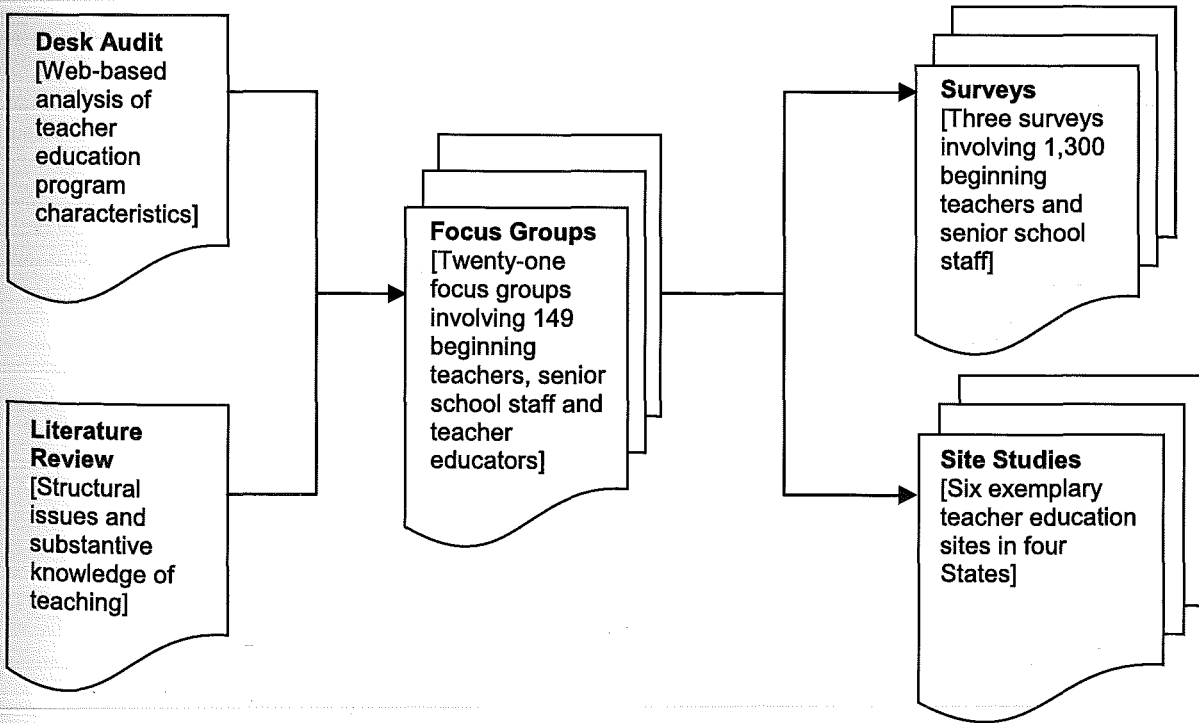 Desk Audit
[Web-based
analysis of
teacher
education
program
characteristics]
Literature
Review
[Structural
issues and
substantive
knowledge of
teaching]
Focus Groups
[Twenty-one
focus groups
involving 149
beginning
teachers, senior
school staff and
teacher
educators]
Surveys
[Three surveys
involving 1,300
beginning
teachers and
senior school
staff]
Site Studies
[Six exemplary
teacher education
sites in four
States]